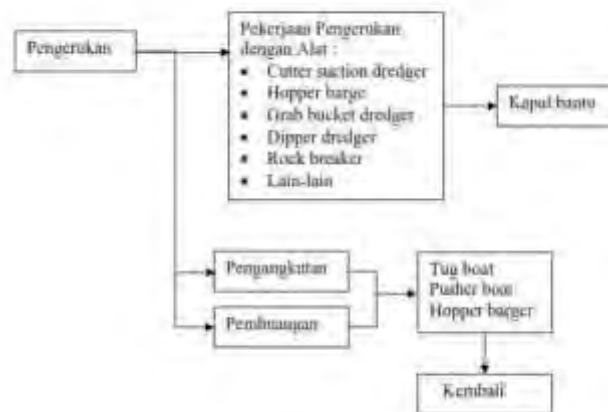 Pengerukan
Pekerjaan Pengerukan
dengan Alat :
• Cutter suction dredger
• Hopper barge
• Grab bucket dredger
• Dipper dredger
• Rock breaker
• Lain-lain
Kapal bantu
Pengangkutan
Pembuangan
Tug boat
Pusher boat
Hopper barger
Kembali